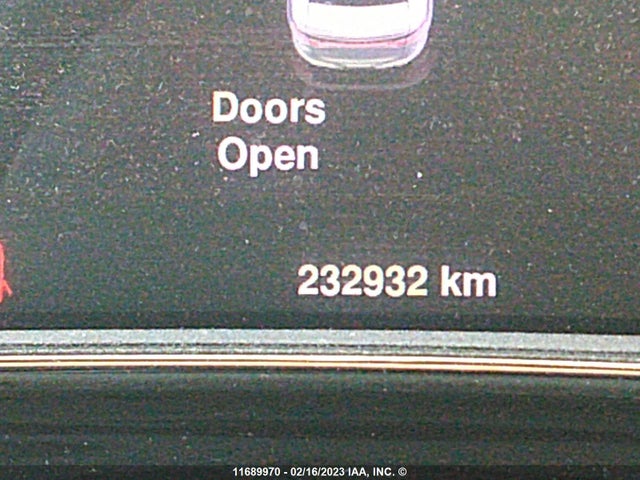 Doors
Open
232932 km
11689970 - 02/16/2023 IAA, INC. ©